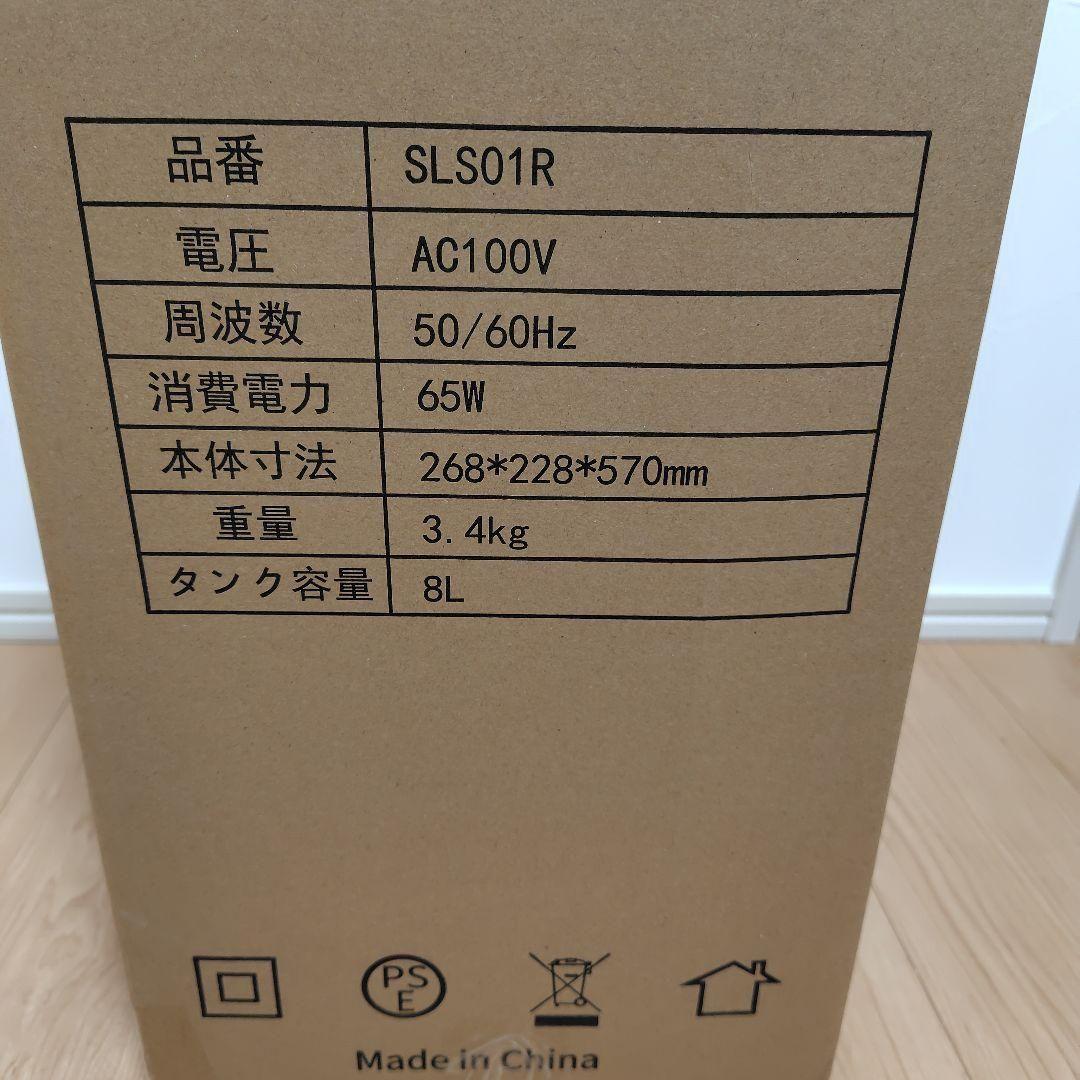 品番 SLS01R
電圧 AC100V
周波数 50/60Hz
消費電力 65W
本体寸法 268*228*570mm
重量 3.4kg
タンク容量 8L
PS
E
Made in China